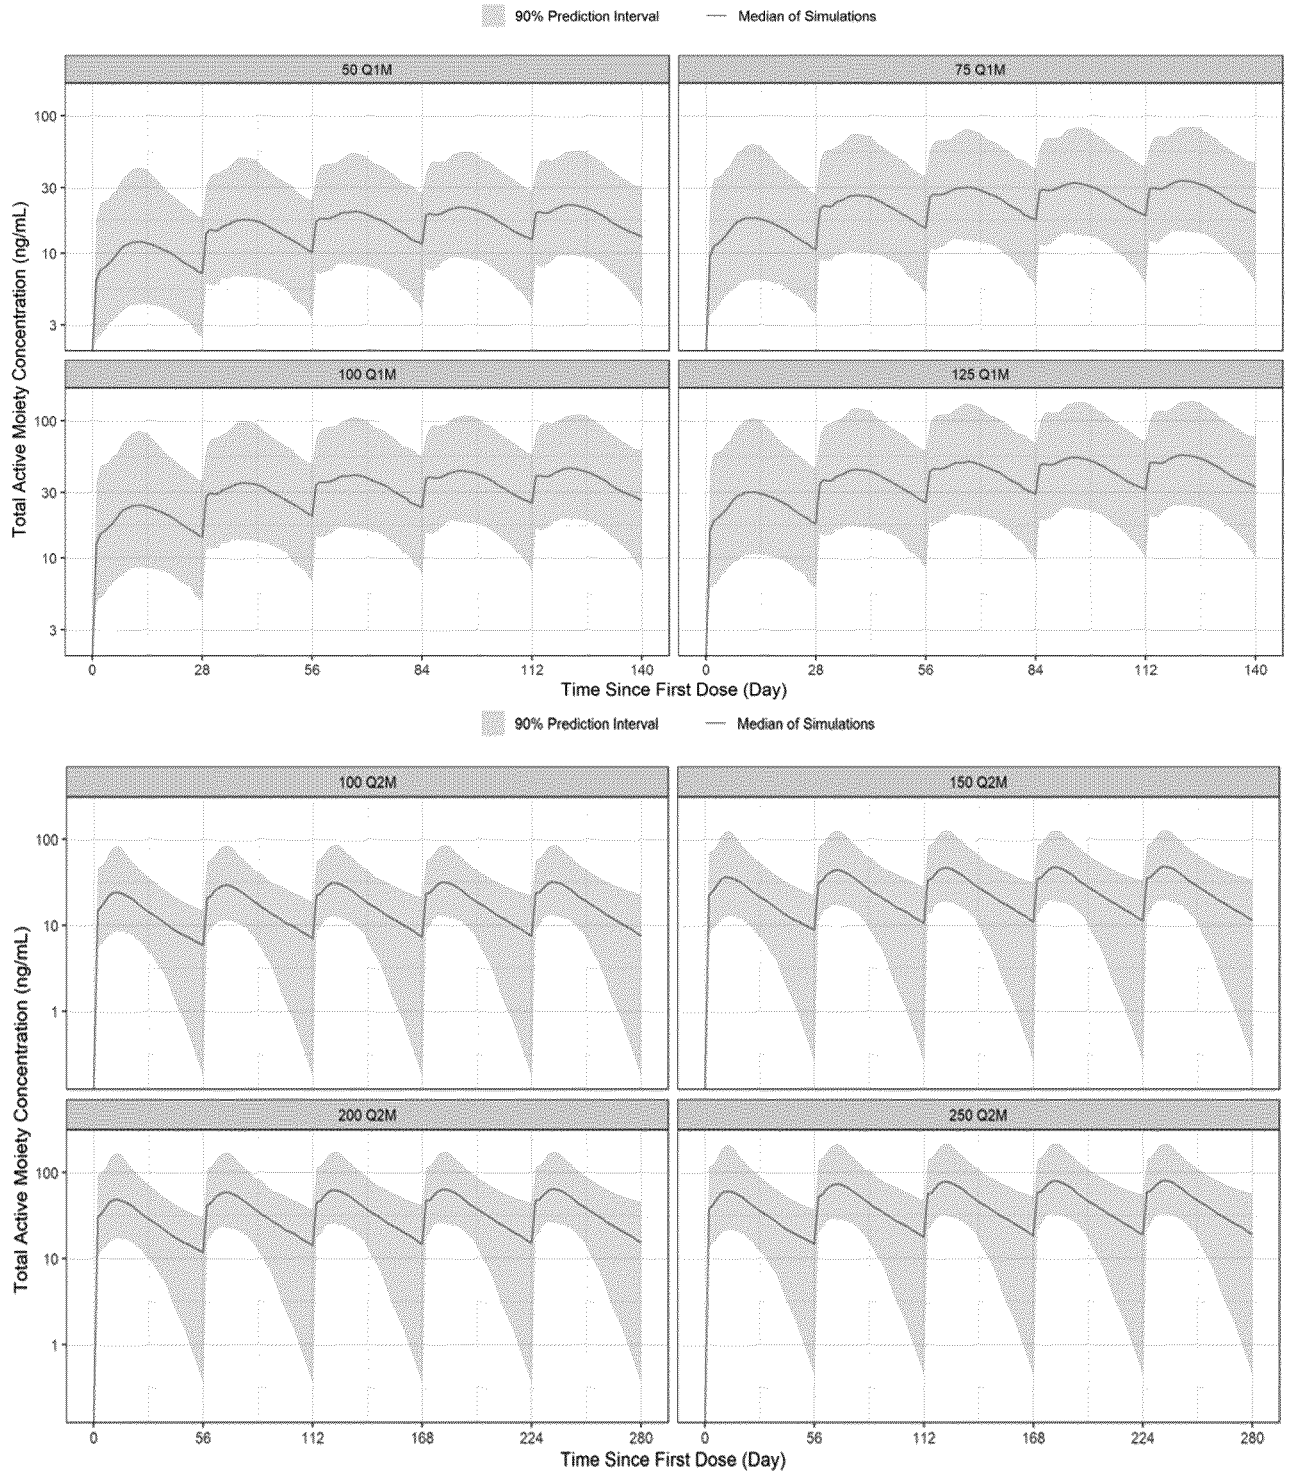 90% Prediction Interval Median of Simulations
50 Q1M 75 Q1M
100
30
10
3
100 Q1M 125 Q1M
100
30
10
3
0 28 56 84 112 140 0 28 56 84 112 140
Total Active Moiety Concentration (ng/mL)
Time Since First Dose (Day)
90% Prediction Interval Median of Simulations
100 Q2M 150 Q2M
100
10
1
200 Q2M 250 Q2M
100
10
1
0 56 112 168 224 280 0 56 112 168 224 280
Total Active Moiety Concentration (ng/mL)
Time Since First Dose (Day)